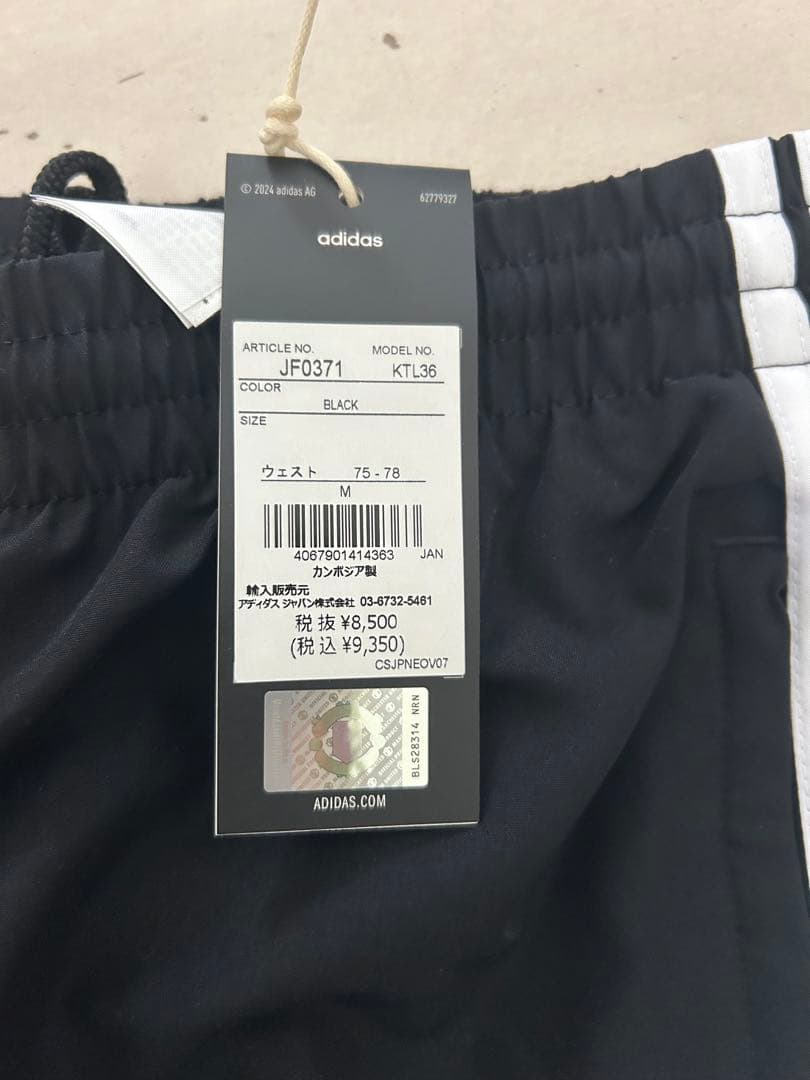 © 2024 adidas AG
62779327
adidas
ARTICLE NO. MODEL NO.
JF0371 KTL36
COLOR
BLACK
SIZE
ウェスト 75 - 78
M
4067901414363 JAN
カンボジア製
輸入販売元
アディダス ジャパン株式会社 03-6732-5461
税抜 ¥8,500
(税込 ¥9,350)
CSJPNEOV07
BLS28314 NRN
ADIDAS.COM